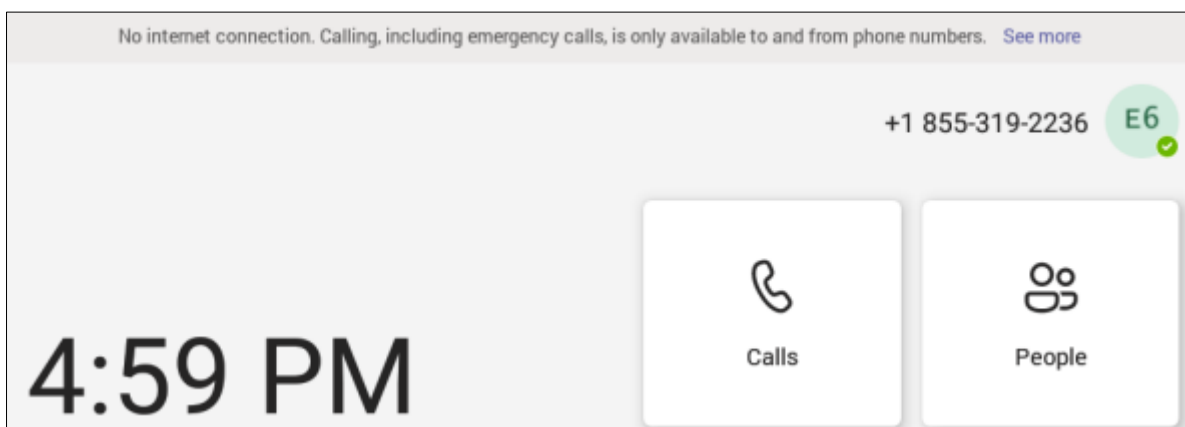 No internet connection. Calling, including emergency calls, is only available to and from phone numbers. See more
+1 855-319-2236 E6
Calls People
4:59 PM